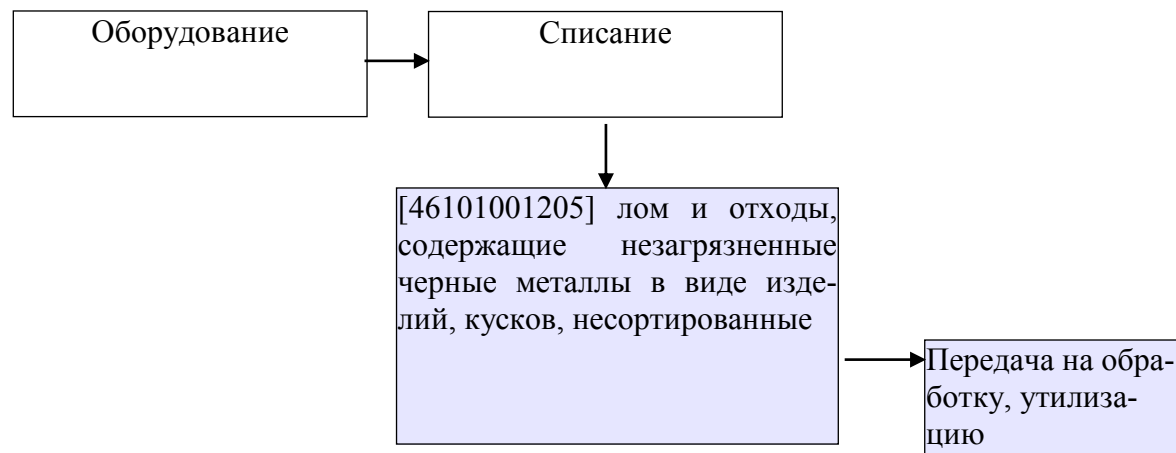 Оборудование
Списание
[46101001205] лом и отходы,
содержащие незагрязненные
черные металлы в виде изде-
лий, кусков, несортированные
Передача на обра-
ботку, утилиза-
цию